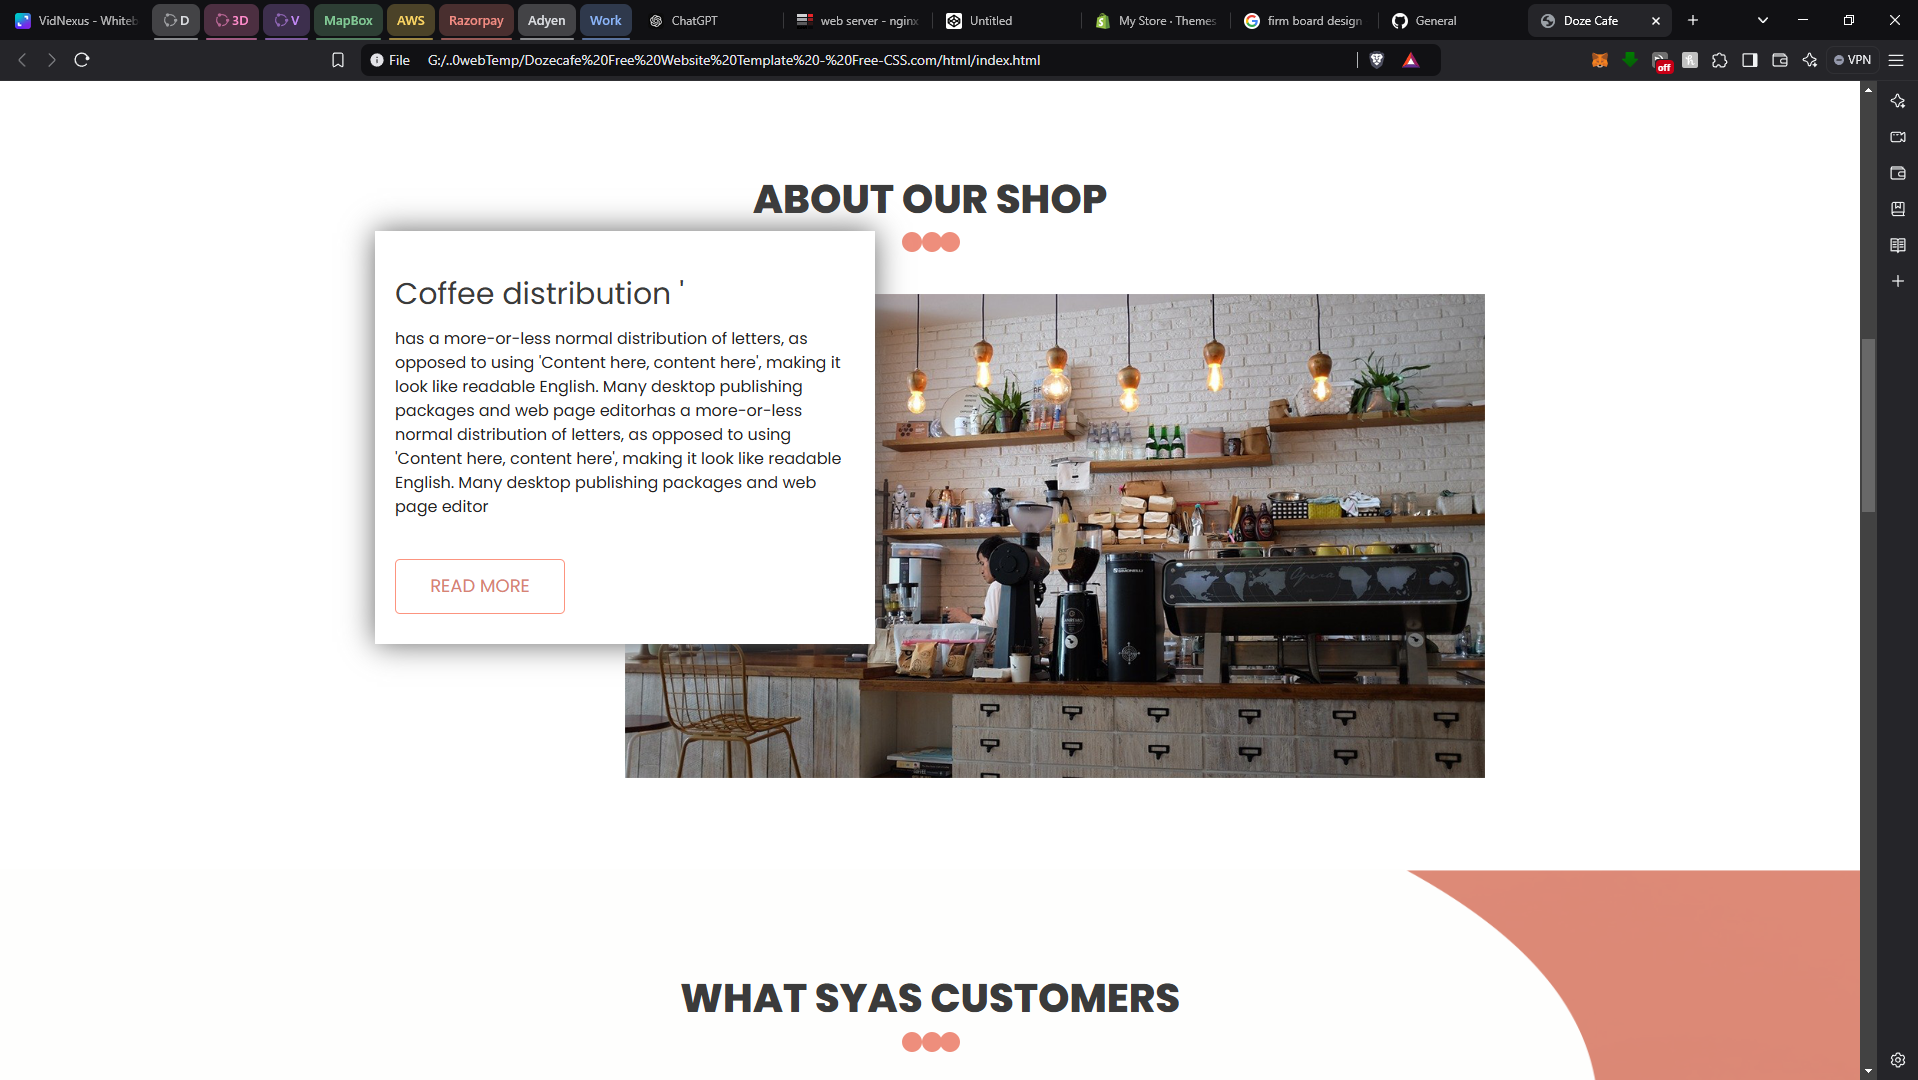 VidNexus - Whiteb
D
3D
V
MapBox
AWS
Razorpay
Adyen
Work
ChatGPT
web server - nginx
Untitled
My Store · Themes
firm board design
General
Doze Cafe
File
G:/..0webTemp/Dozecafe%20Free%20Website%20Template%20-%20Free-CSS.com/html/index.html
off
VPN
ABOUT OUR SHOP
Coffee distribution '
has a more-or-less normal distribution of letters, as
opposed to using 'Content here, content here', making it
look like readable English. Many desktop publishing
packages and web page editorhas a more-or-less
normal distribution of letters, as opposed to using
'Content here, content here', making it look like readable
English. Many desktop publishing packages and web
page editor
READ MORE
WHAT SYAS CUSTOMERS